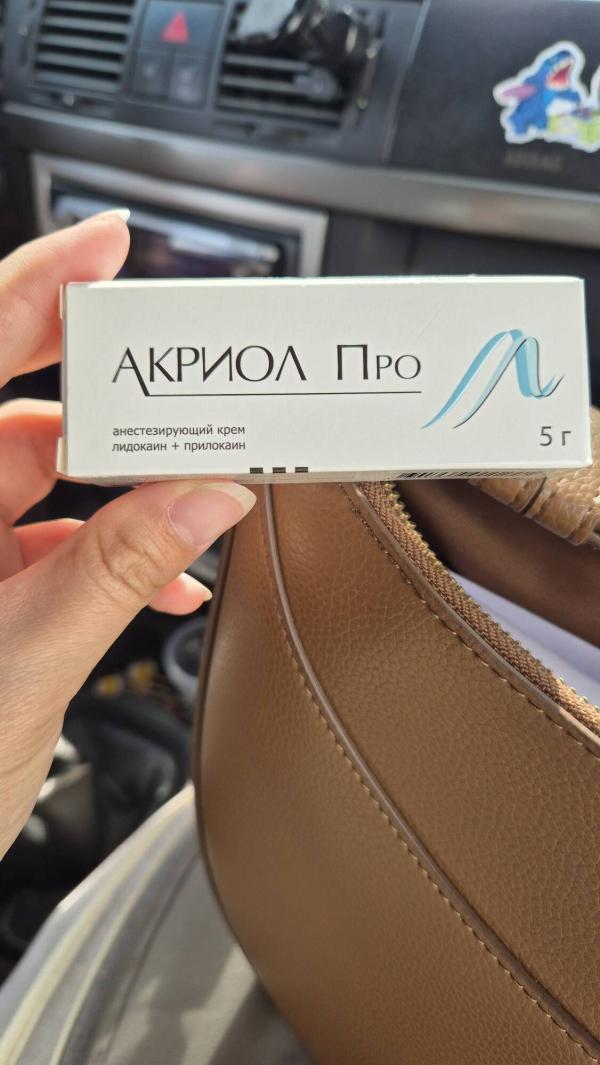 АКРИОЛ ПРО
анестезирующий крем
лидокаин + прилокаин
5 г